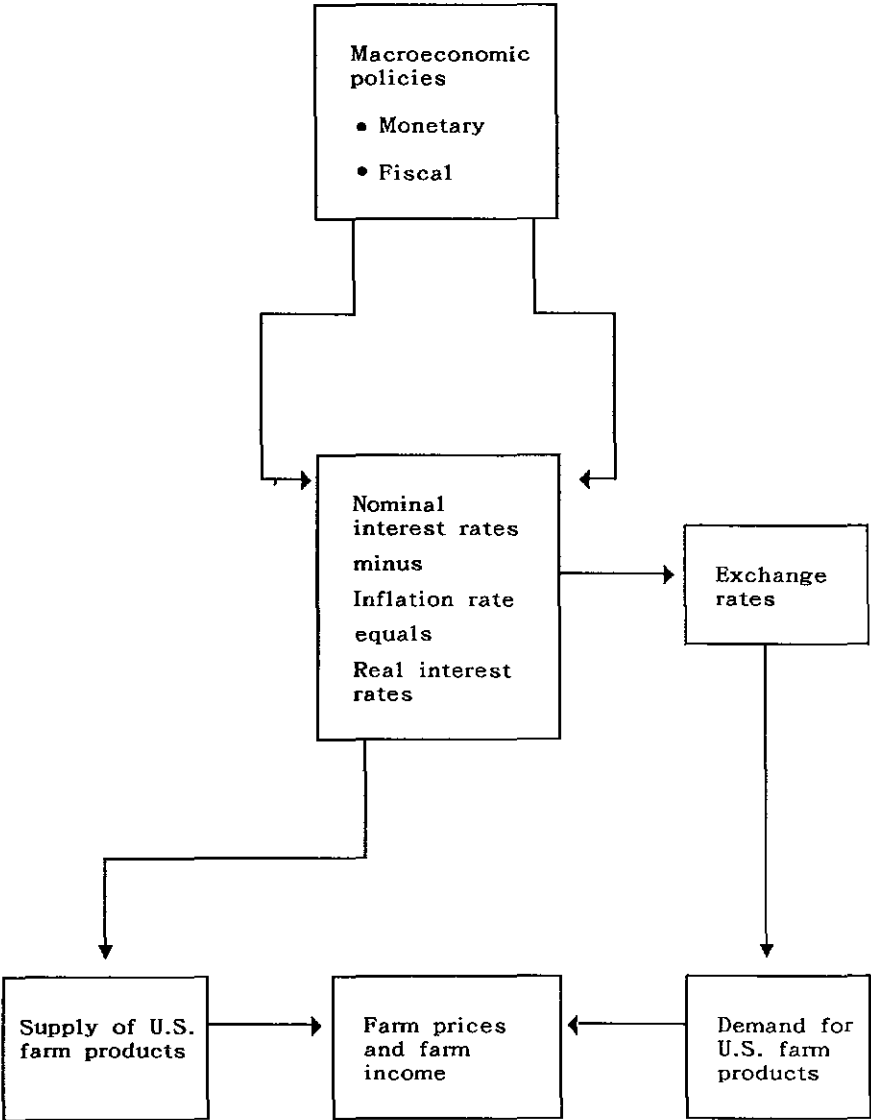 Macroeconomic
policies
• Monetary
• Fiscal
Nominal
interest rates
minus
Inflation rate
equals
Real interest
rates
Exchange
rates
Supply of U.S.
farm products
Farm prices
and farm
income
Demand for
U.S. farm
products